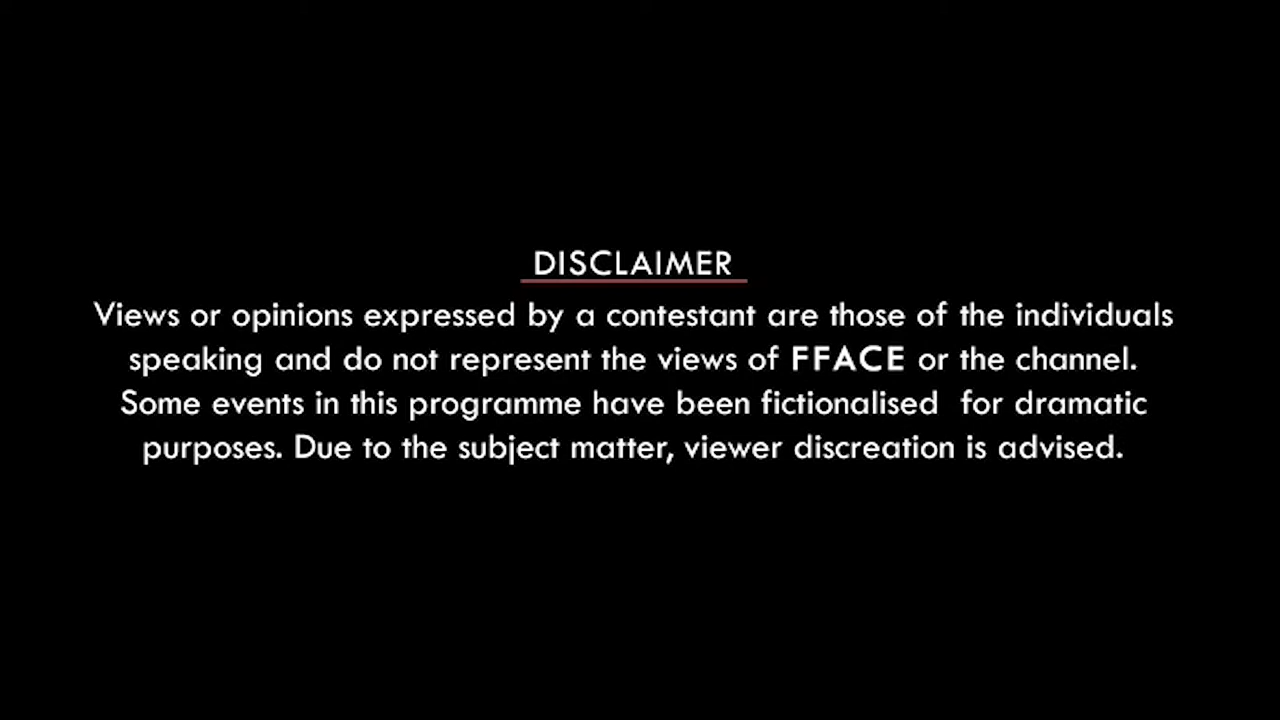 DISCLAIMER
Views or opinions expressed by a contestant are those of the individuals
speaking and do not represent the views of FFACE or the channel.
Some events in this programme have been fictionalised  for dramatic
purposes. Due to the subject matter, viewer discreation is advised.